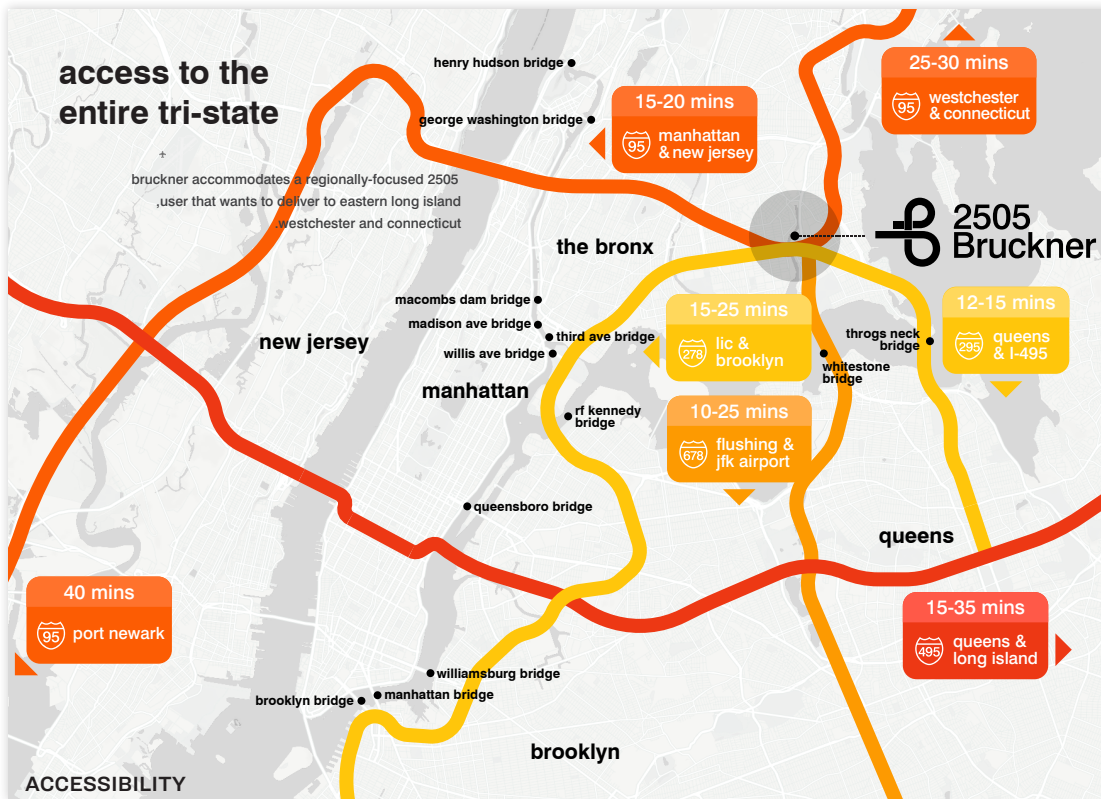 access to the
entire tri-state
bruckner accommodates a regionally-focused 2505
,user that wants to deliver to eastern long island
.westchester and connecticut
henry hudson bridge
george washington bridge
15-20 mins
95
manhattan
& new jersey
25-30 mins
95
westchester
& connecticut
2505
Bruckner
the bronx
macombs dam bridge
madison ave bridge
third ave bridge
willis ave bridge
new jersey
manhattan
15-25 mins
278
lic &
brooklyn
throgs neck
bridge
12-15 mins
295
queens
& I-495
whitestone
bridge
rf kennedy
bridge
10-25 mins
678
flushing &
jfk airport
queensboro bridge
queens
40 mins
95
port newark
15-35 mins
495
queens &
long island
williamsburg bridge
manhattan bridge
brooklyn bridge
brooklyn
ACCESSIBILITY